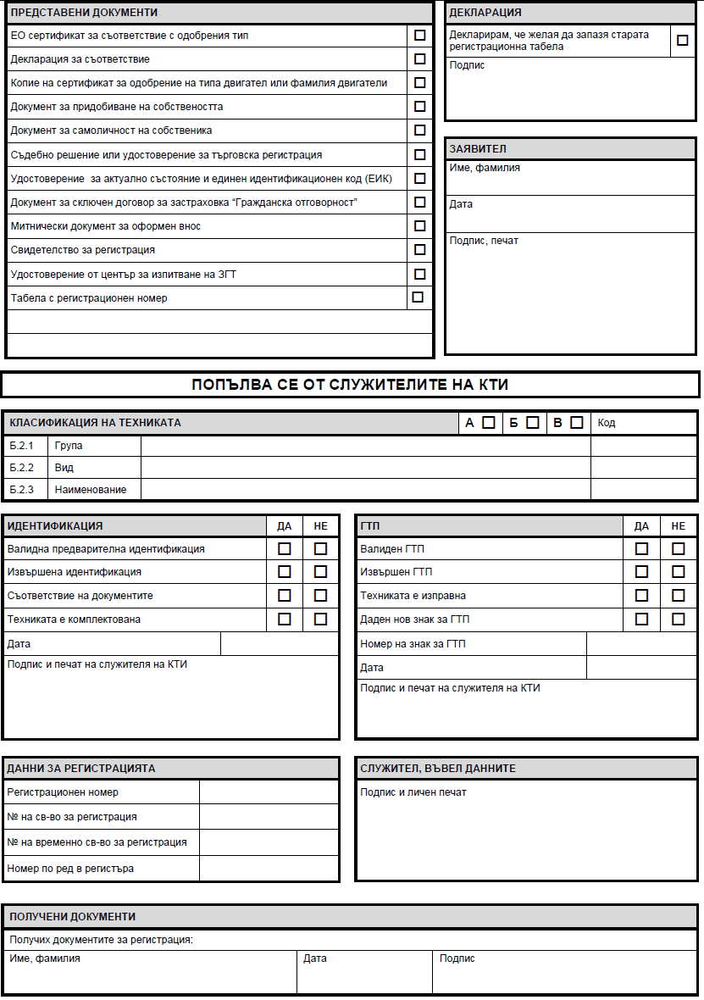 ПРЕДСТАВЕНИ ДОКУМЕНТИ
ЕО сертификат за съответствие с одобрения тип
Декларация за съответствие
Копие на сертификат за одобрение на типа двигател или фамилия двигатели
Документ за придобиване на собствеността
Документ за самоличност на собственика
Съдебно решение или удостоверение за търговска регистрация
Удостоверение за актуално състояние и единен идентификационен код (ЕИК)
Документ за сключен договор за застраховка “Гражданска отговорност”
Митнически документ за оформен внос
Свидетелство за регистрация
Удостоверение от център за изпитване на ЗГТ
Табела с регистрационен номер
ДЕКЛАРАЦИЯ
Декларирам, че желая да запазя старата
регистрационна табела
Подпис
ЗАЯВИТЕЛ
Име, фамилия
Дата
Подпис, печат
ПОПЪЛВА СЕ ОТ СЛУЖИТЕЛИТЕ НА КТИ
КЛАСИФИКАЦИЯ НА ТЕХНИКАТА А Б В Код
Б.2.1 Група
Б.2.2 Вид
Б.2.3 Наименование
ИДЕНТИФИКАЦИЯ ДА НЕ
Валидна предварителна идентификация
Извършена идентификация
Съответствие на документите
Техниката е комплектована
Дата
Подпис и печат на служителя на КТИ
ГТП ДА НЕ
Валиден ГТП
Извършен ГТП
Техниката е изправна
Даден нов знак за ГТП
Номер на знак за ГТП
Дата
Подпис и печат на служителя на КТИ
ДАННИ ЗА РЕГИСТРАЦИЯТА
Регистрационен номер
№ на св-во за регистрация
№ на временно св-во за регистрация
Номер по ред в регистъра
СЛУЖИТЕЛ, ВЪВЕЛ ДАННИТЕ
Подпис и личен печат
ПОЛУЧЕНИ ДОКУМЕНТИ
Получих документите за регистрация:
Име, фамилия Дата Подпис